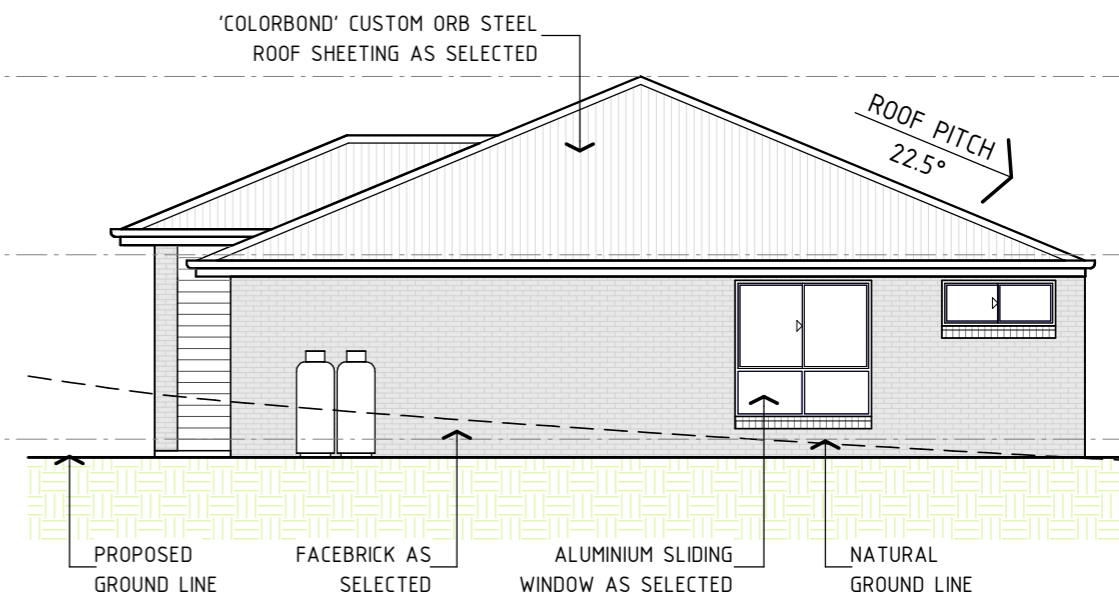 'COLORBOND' CUSTOM ORB STEEL
ROOF SHEETING AS SELECTED
ROOF PITCH
22.5°
PROPOSED
GROUND LINE
FACEBRICK AS
SELECTED
ALUMINIUM SLIDING
WINDOW AS SELECTED
NATURAL
GROUND LINE